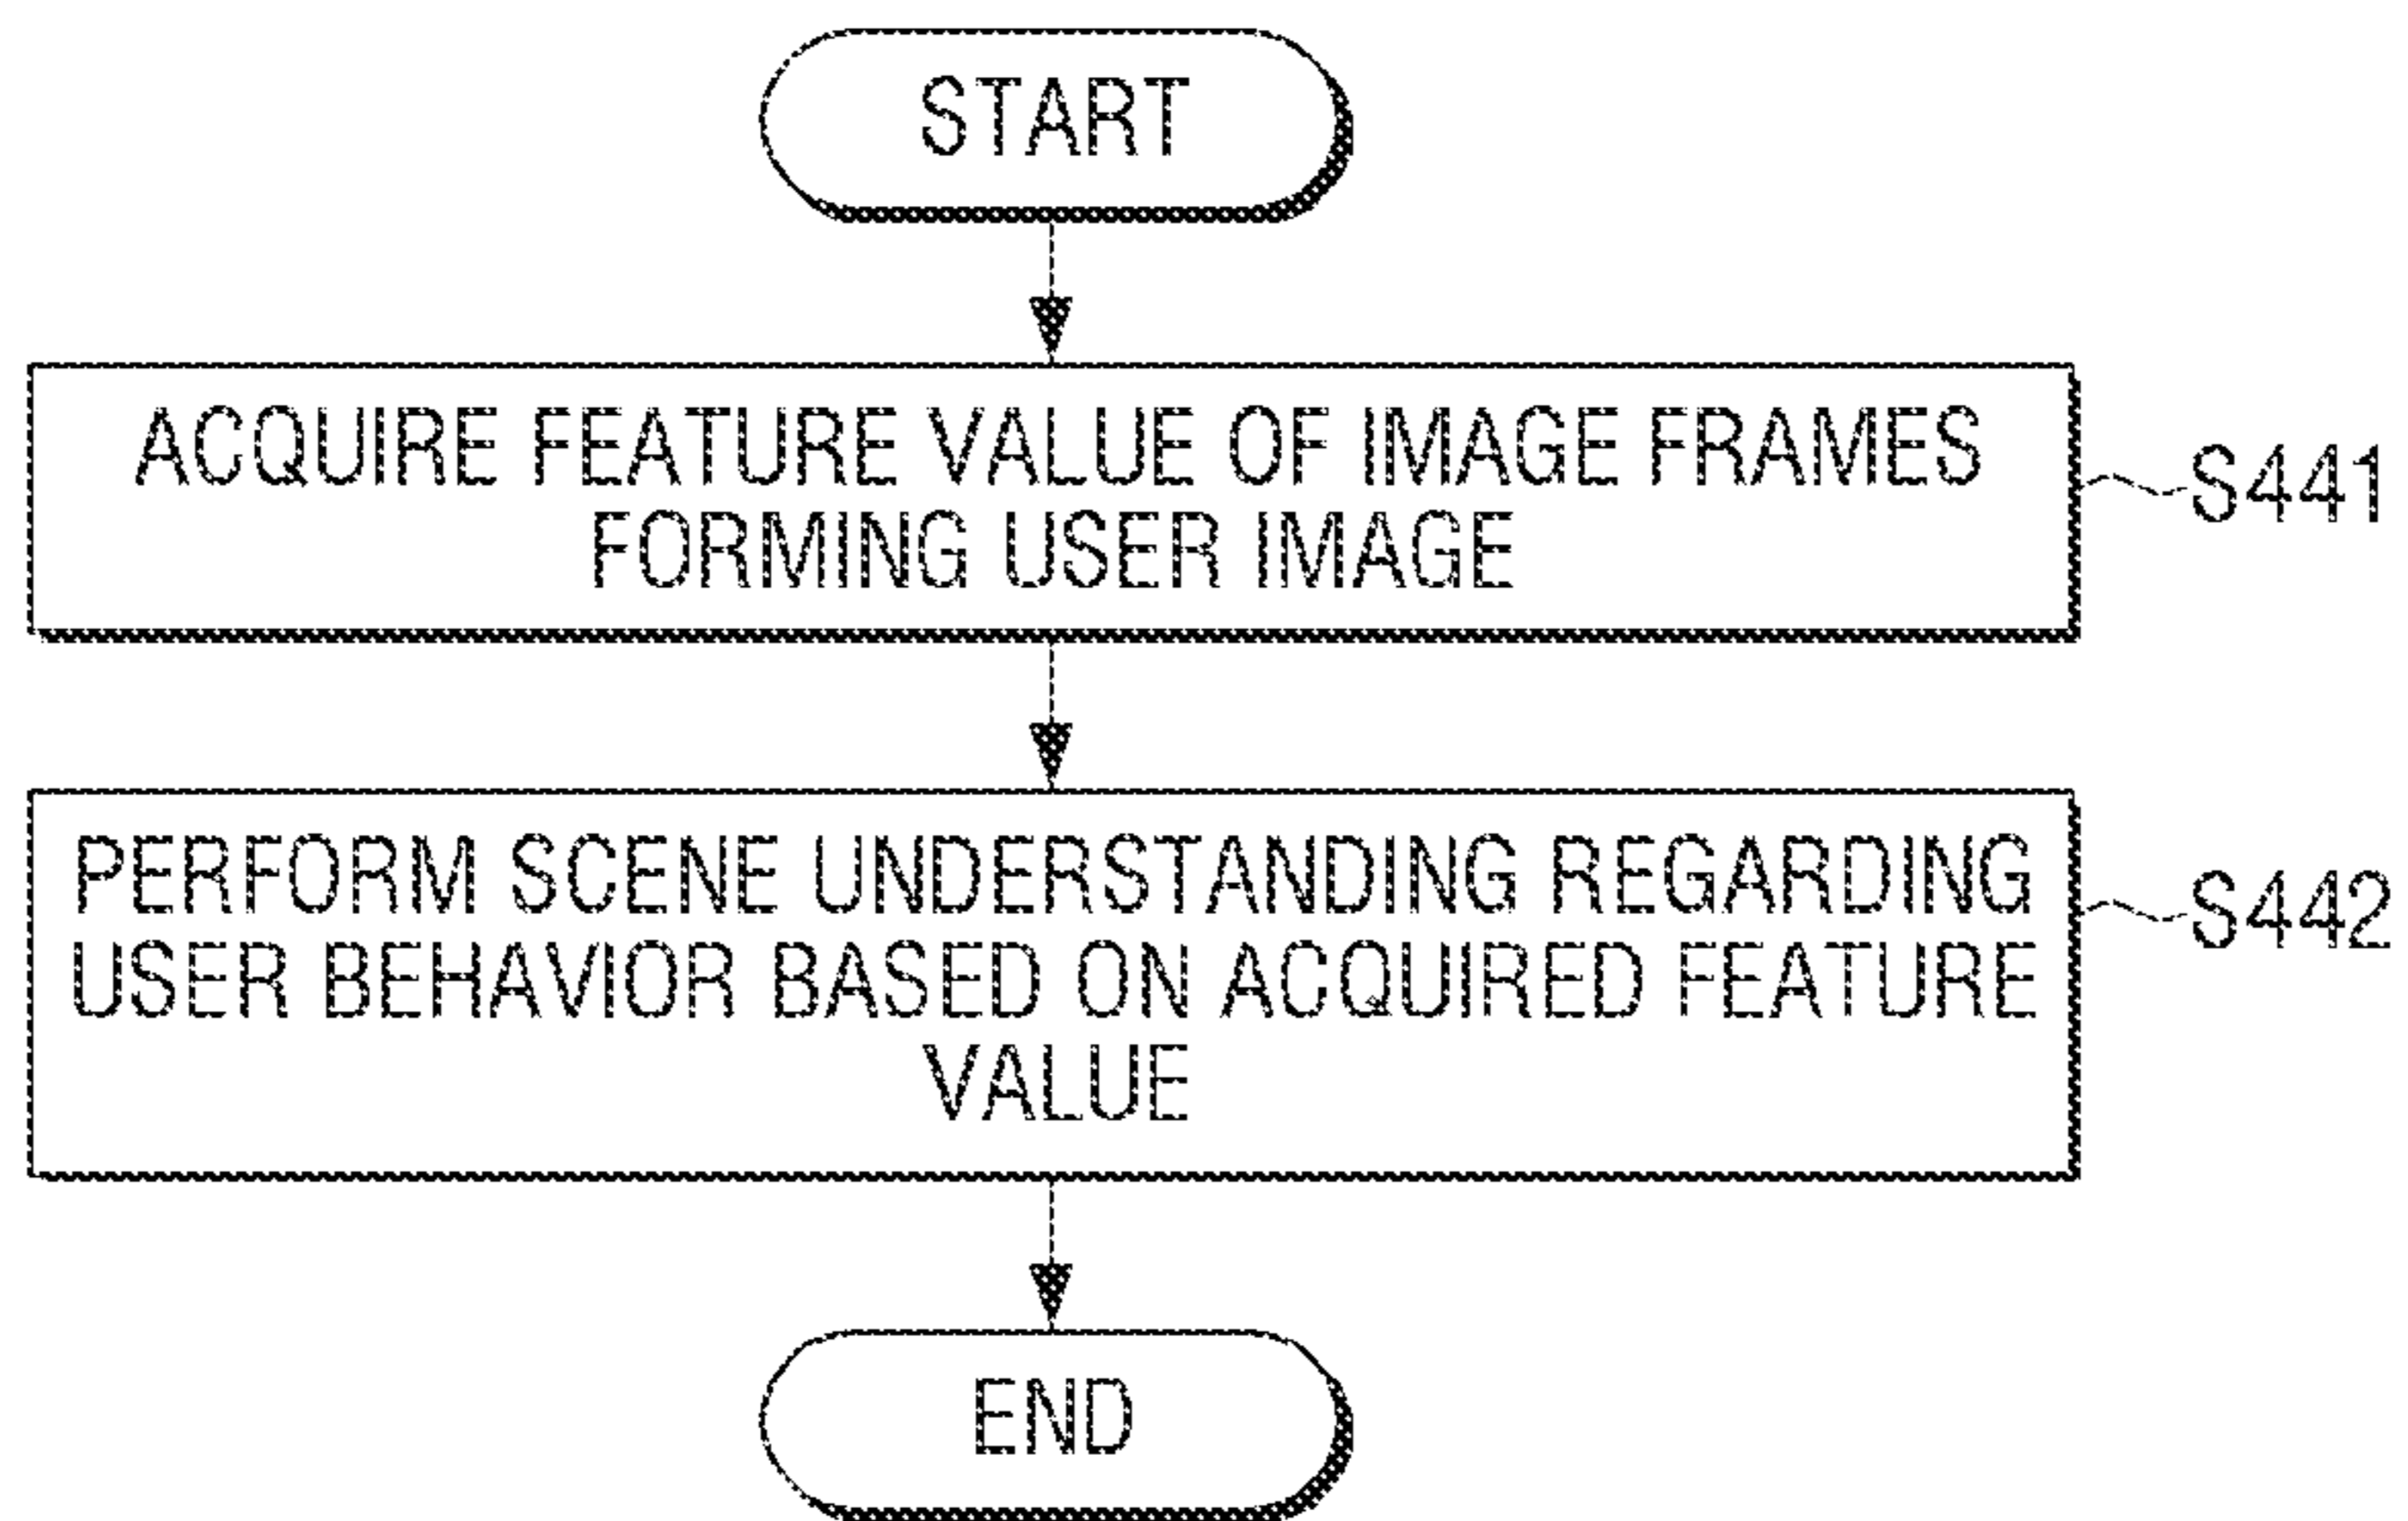 START
ACQUIRE FEATURE VALUE OF IMAGE FRAMES
FORMING USER IMAGE
S441
PERFORM SCENE UNDERSTANDING REGARDING
USER BEHAVIOR BASED ON ACQUIRED FEATURE
VALUE
S442
END